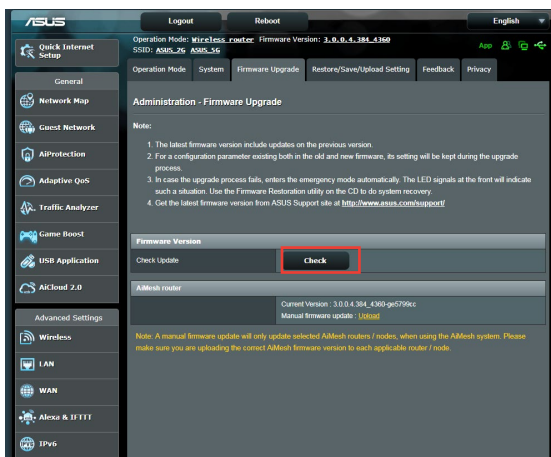 ASUS
Logout
Reboot
English
Operation Mode: Wireless router Firmware Version: 3.0.0.4.384_4360
SSID: ASUS_2G ASUS_5G
App
Quick Internet
Setup
Operation Mode System Firmware Upgrade Restore/Save/Upload Setting Feedback Privacy
General
Network Map
Guest Network
AiProtection
Adaptive QoS
Traffic Analyzer
Game Boost
USB Application
AiCloud 2.0
Advanced Settings
Wireless
LAN
WAN
Alexa & IFTTT
IPv6
Administration - Firmware Upgrade
Note:
1. The latest firmware version include updates on the previous version.
2. For a configuration parameter existing both in the old and new firmware, its setting will be kept during the upgrade
process.
3. In case the upgrade process fails, enters the emergency mode automatically. The LED signals at the front will indicate
such a situation. Use the Firmware Restoration utility on the CD to do system recovery.
4. Get the latest firmware version from ASUS Support site at http://www.asus.com/support/
Firmware Version
Check Update
Check
AiMesh router
Current Version : 3.0.0.4.384_4360-ge5799cc
Manual firmware update : Upload
Note: A manual firmware update will only update selected AiMesh routers / nodes, when using the AiMesh system. Please
make sure you are uploading the correct AiMesh firmware version to each applicable router / node.